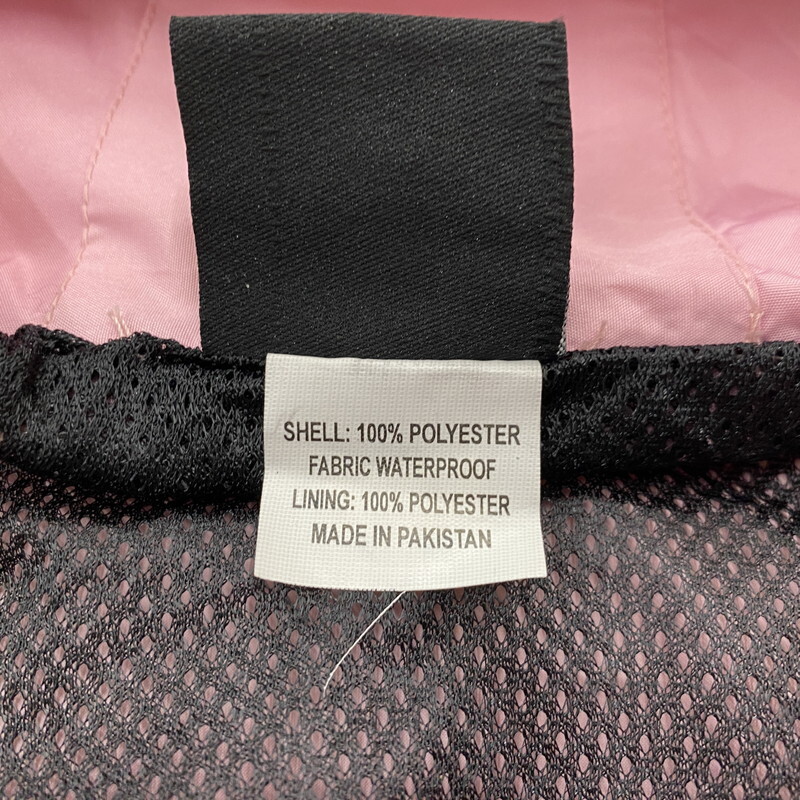 SHELL: 100% POLYESTER
FABRIC WATERPROOF
LINING: 100% POLYESTER
MADE IN PAKISTAN